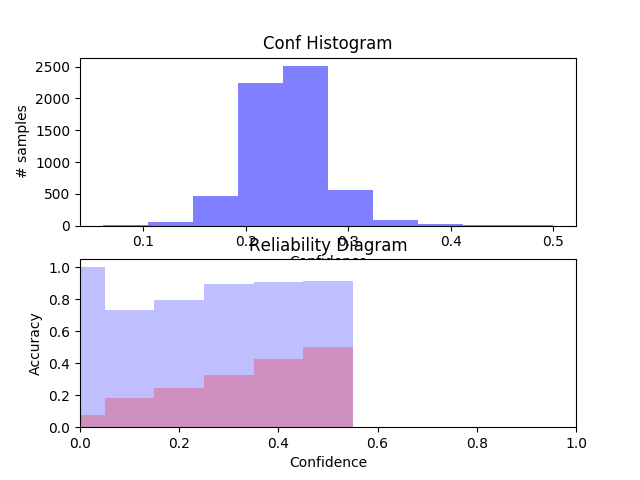 Conf Histogram
# samples
2500
2000
1500
1000
500
0
0.1 0.2 0.3 0.4 0.5
Confidence
Reliability Diagram
Accuracy
1.0
0.8
0.6
0.4
0.2
0.0
0.0 0.2 0.4 0.6 0.8 1.0
Confidence